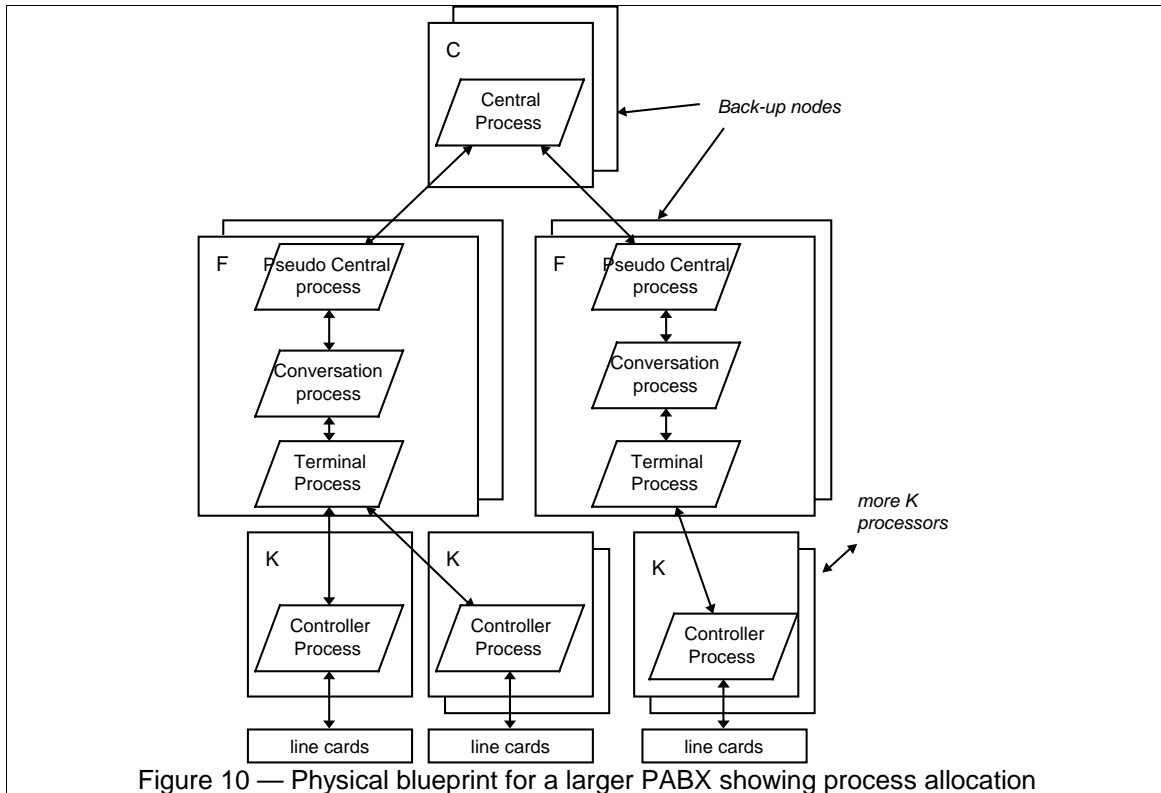 C
Central
Process
Back-up nodes
F
Pseudo Central
process
Conversation
process
Terminal
Process
F
Pseudo Central
process
Conversation
process
Terminal
Process
more K
processors
K
Controller
Process
line cards
K
Controller
Process
line cards
K
Controller
Process
line cards
Figure 10 — Physical blueprint for a larger PABX showing process allocation